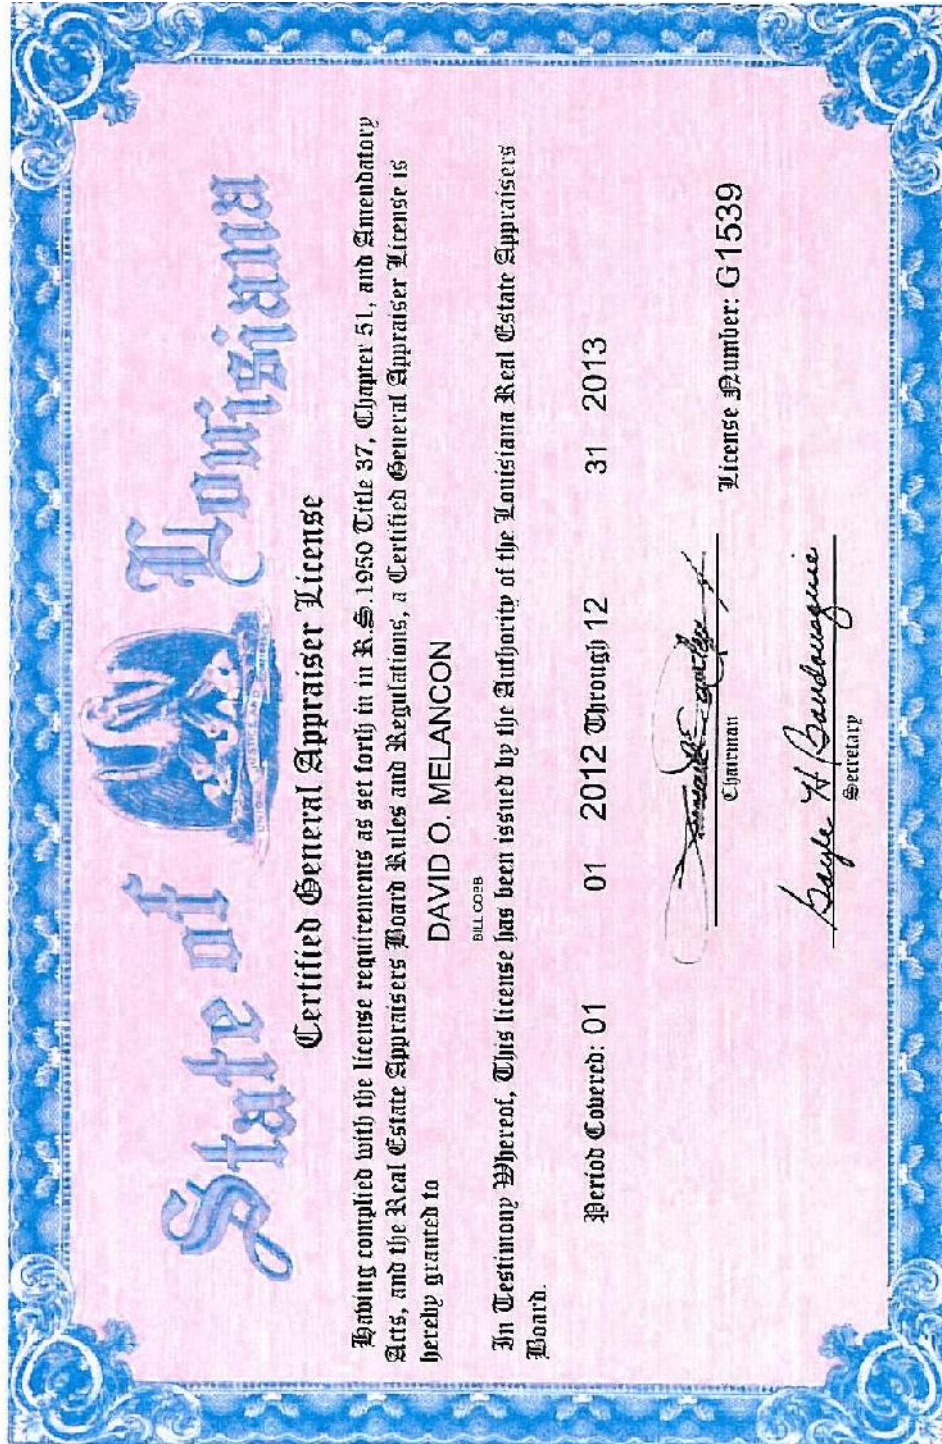 State of Louisiana
Certified General Appraiser License
Having complied with the license requirements as set forth in in R.S.1950 Title 37, Chapter 51, and Amendatory
Acts, and the Real Estate Appraisers Board Rules and Regulations, a Certified General Appraiser License is
hereby granted to
DAVID O. MELANCON
BILL COBB
In Testimony Whereof, This license has been issued by the Authority of the Louisiana Real Estate Appraisers
Board.
Period Covered: 01 01 2012 Through 12 31 2013
Chairman
License Number: G1539
Gayle H Boudousquie
Secretary